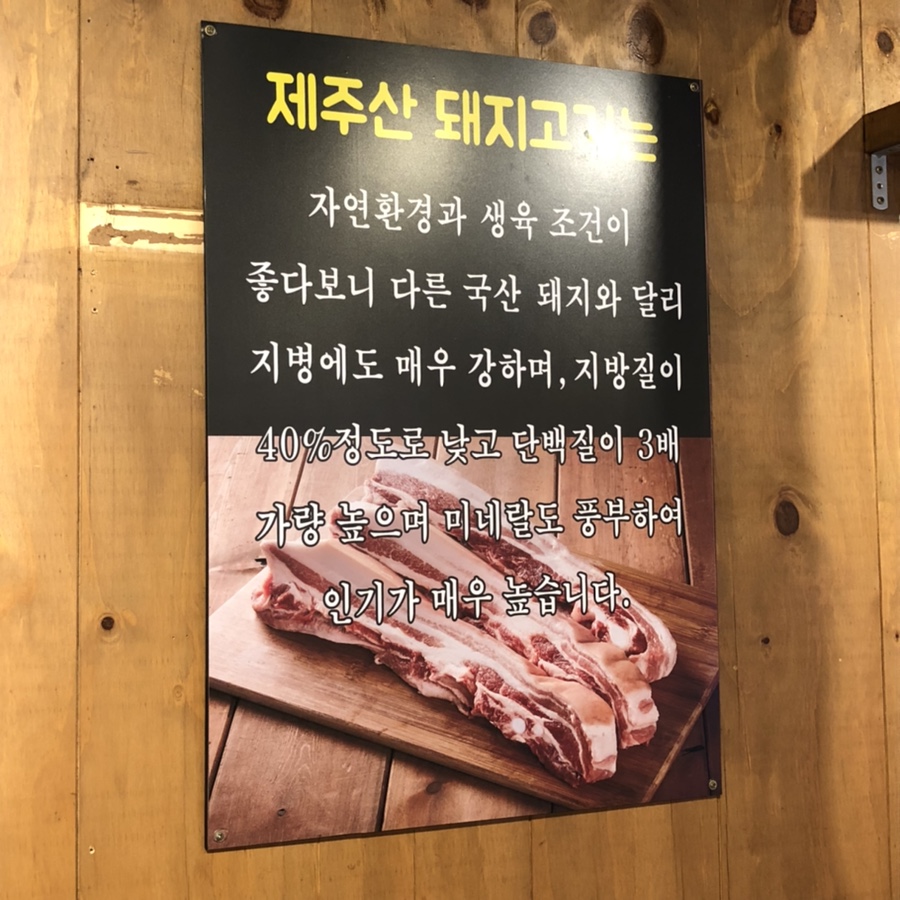 제주산 돼지고기는
자연환경과 생육 조건이
좋다보니 다른 국산 돼지와 달리
지병에도 매우 강하며, 지방질이
40%정도로 낮고 단백질이 3배
가량 높으며 미네랄도 풍부하여
인기가 매우 높습니다.